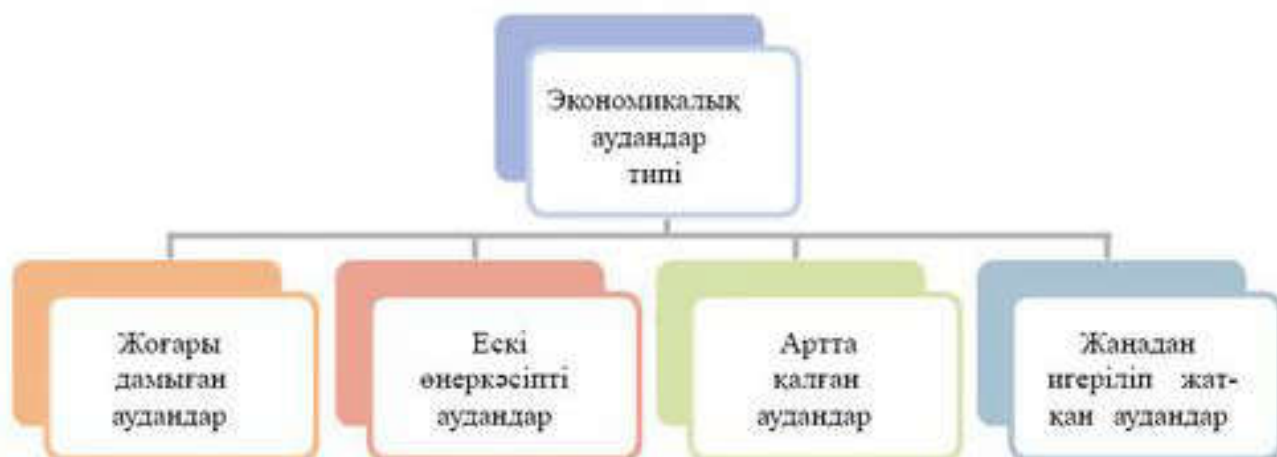 Экономикалық
аудандар
типі
Жоғары
дамыған
аудандар
Ескі
өнеркәсіпті
аудандар
Артта
қалған
аудандар
Жаңадан
игеріліп жат-
қан аудандар